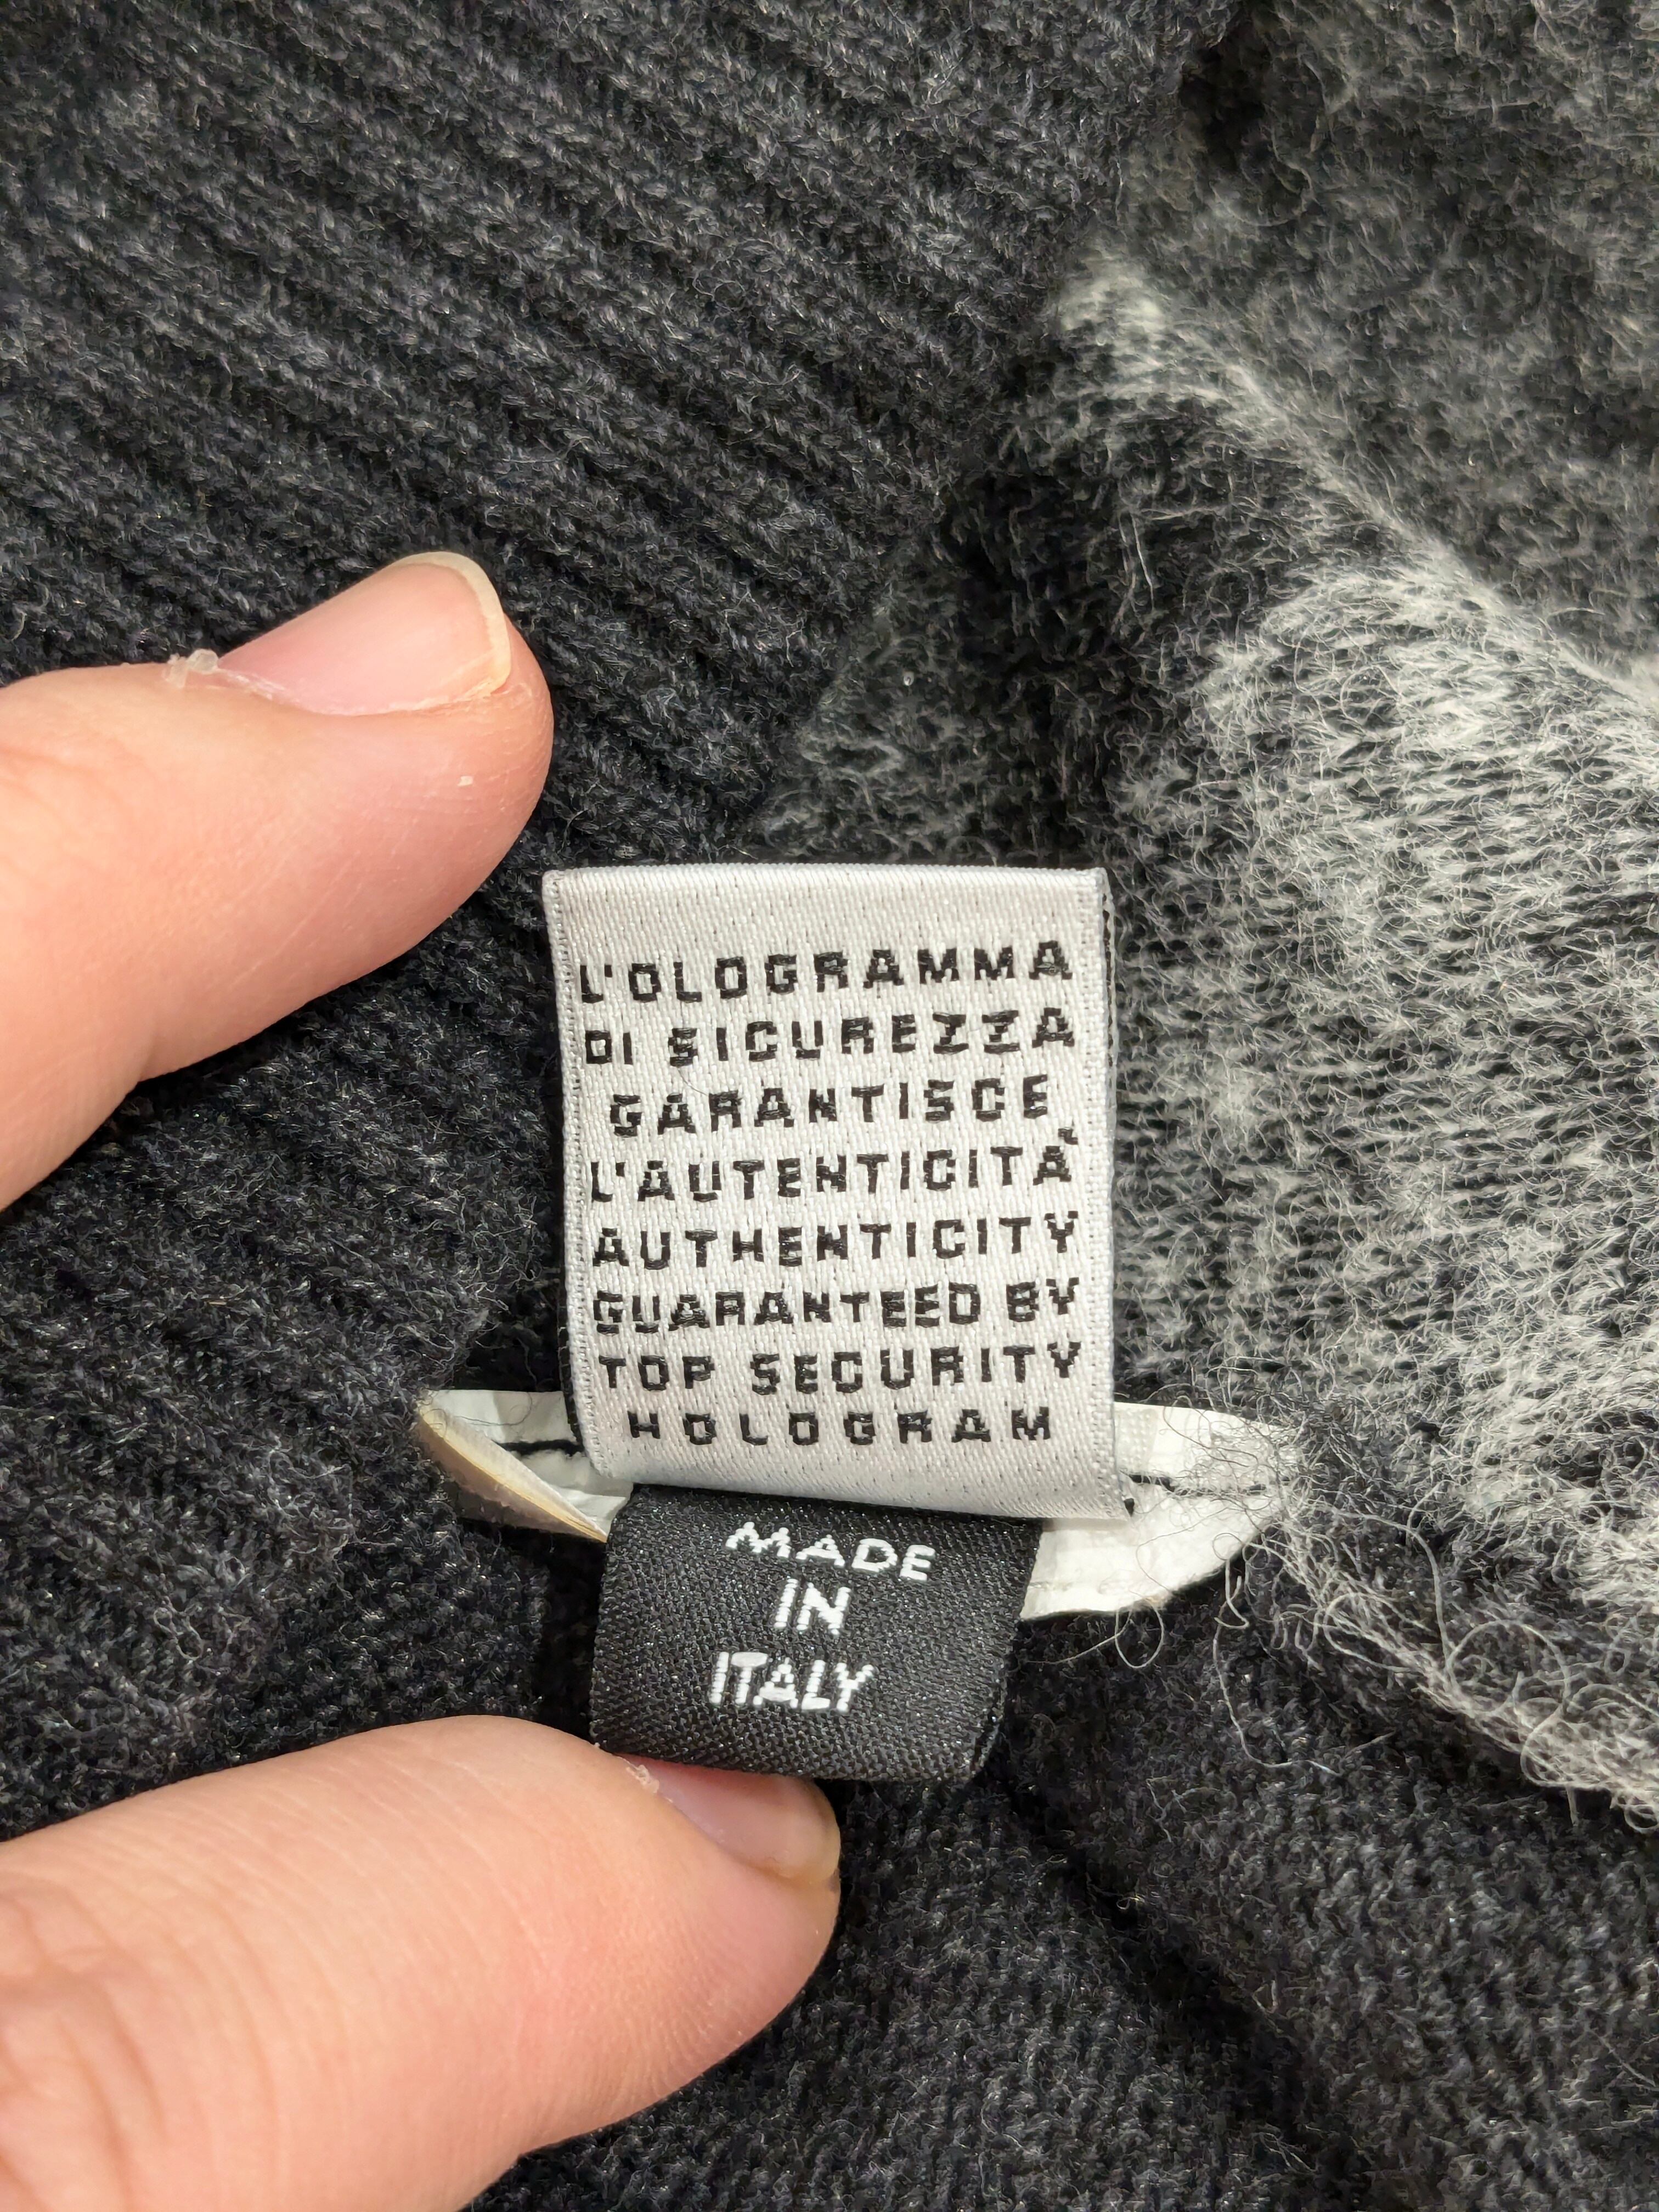 L'OLOGRAMMA
DI SICUREZZA
GARANTISCE
L'AUTENTICITÀ
AUTHENTICITY
GUARANTEED BY
TOP SECURITY
HOLOGRAM
MADE
IN
ITALY